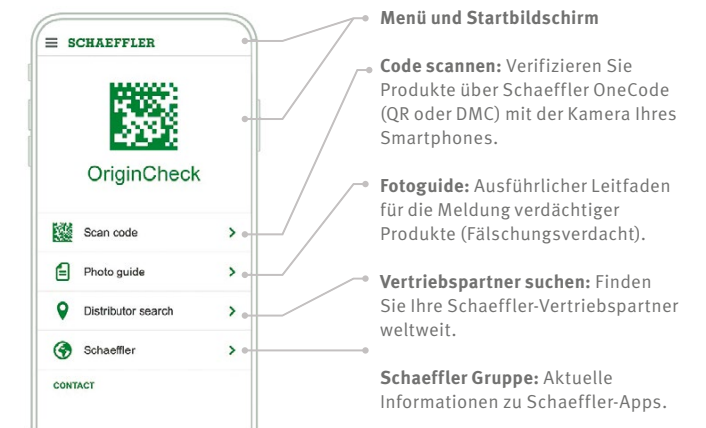 SCHAEFFLER
OriginCheck
Scan code
Photo guide
Distributor search
Schaeffler
CONTACT
Menü und Startbildschirm
Code scannen: Verifizieren Sie
Produkte über Schaeffler OneCode
(QR oder DMC) mit der Kamera Ihres
Smartphones.
Fotoguide: Ausführlicher Leitfaden
für die Meldung verdächtiger
Produkte (Fälschungsverdacht).
Vertriebspartner suchen: Finden
Sie Ihre Schaeffler-Vertriebspartner
weltweit.
Schaeffler Gruppe: Aktuelle
Informationen zu Schaeffler-Apps.